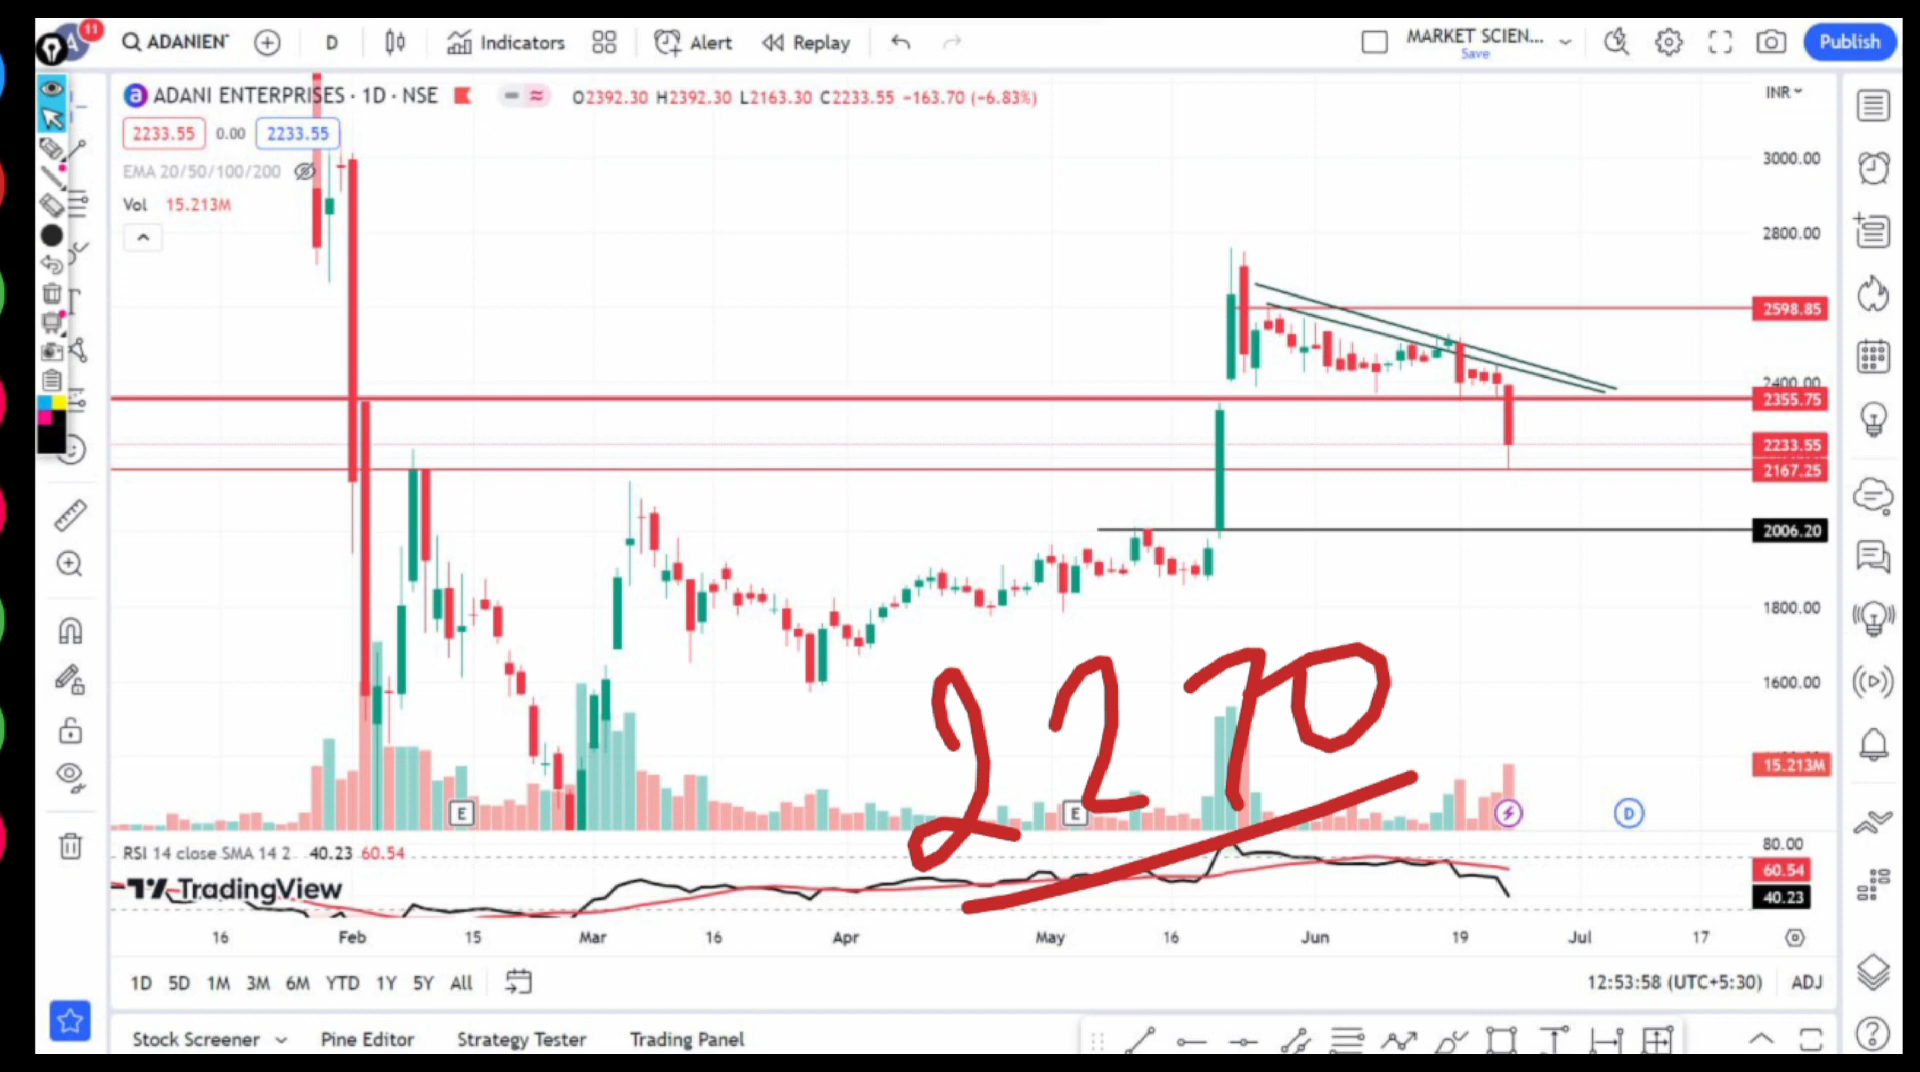 11
ADANIENT D Indicators Alert Replay MARKET SCIEN... Save Publish
ADANI ENTERPRISES · 1D · NSE O2392.30 H2392.30 L2163.30 C2233.55 −163.70 (−6.83%) INR
2233.55 0.00 2233.55
EMA 20/50/100/200
Vol 15.213M
3000.00
2800.00
2598.85
2400.00
2355.75
2233.55
2167.25
2006.20
1800.00
1600.00
2270
15.213M
E E D
RSI 14 close SMA 14 2 40.23 60.54
80.00
60.54
40.23
TradingView
16 Feb 15 Mar 16 Apr May 16 Jun 19 Jul 17
1D 5D 1M 3M 6M YTD 1Y 5Y All 12:53:58 (UTC+5:30) ADJ
Stock Screener Pine Editor Strategy Tester Trading Panel